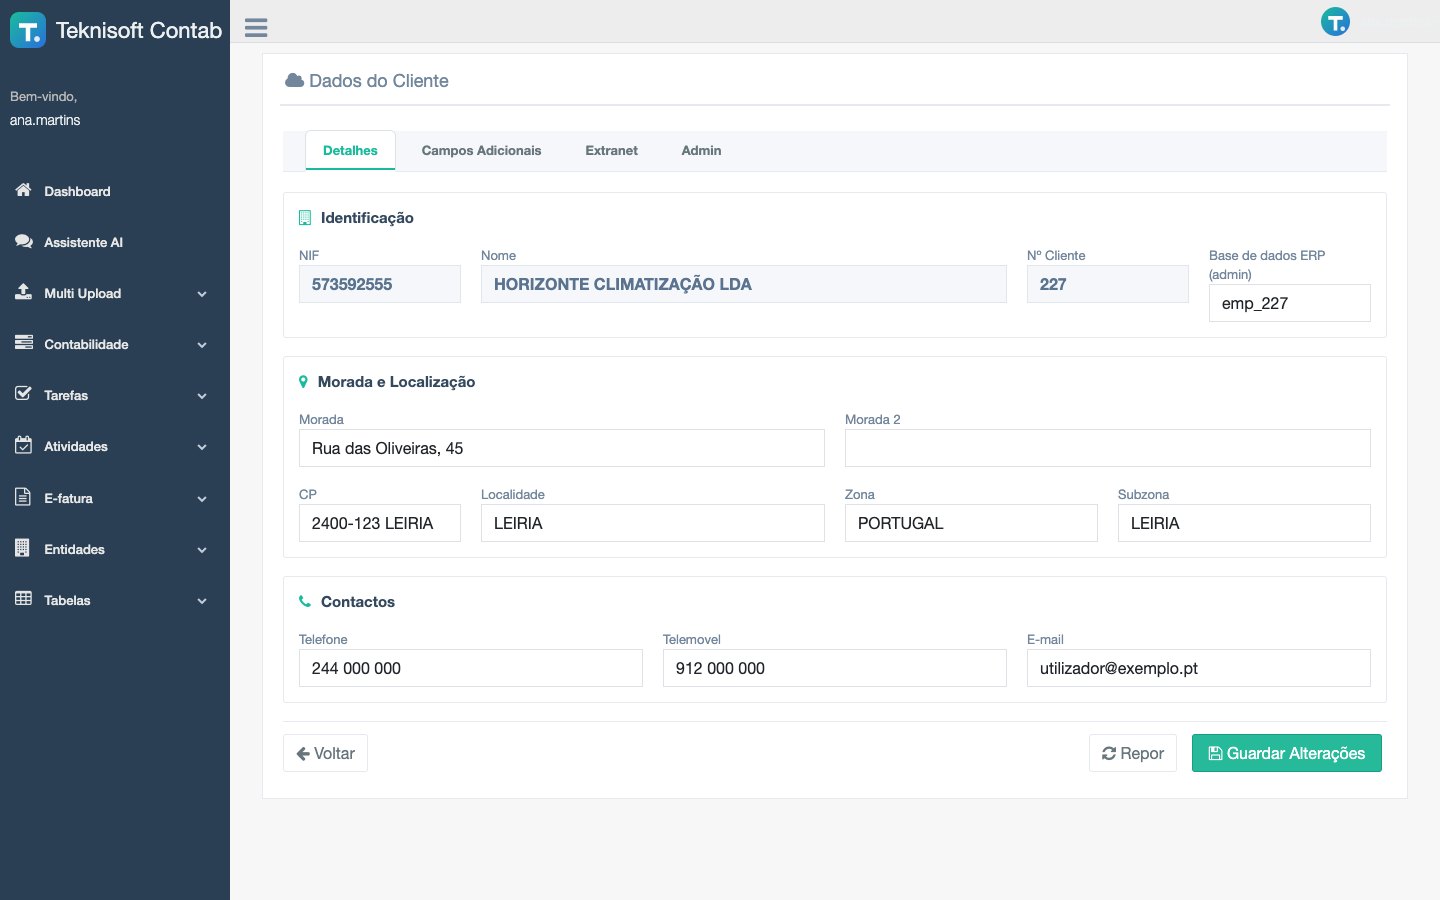 T. Teknisoft Contab
T.
Bem-vindo,
ana.martins
Dashboard
Assistente AI
Multi Upload
Contabilidade
Tarefas
Atividades
E-fatura
Entidades
Tabelas
Dados do Cliente
Detalhes Campos Adicionais Extranet Admin
Identificação
NIF Nome Nº Cliente Base de dados ERP (admin)
573592555 HORIZONTE CLIMATIZAÇÃO LDA 227 emp_227
Morada e Localização
Morada Morada 2
Rua das Oliveiras, 45
CP Localidade Zona Subzona
2400-123 LEIRIA LEIRIA PORTUGAL LEIRIA
Contactos
Telefone Telemovel E-mail
244 000 000 912 000 000 utilizador@exemplo.pt
Voltar Repor Guardar Alterações